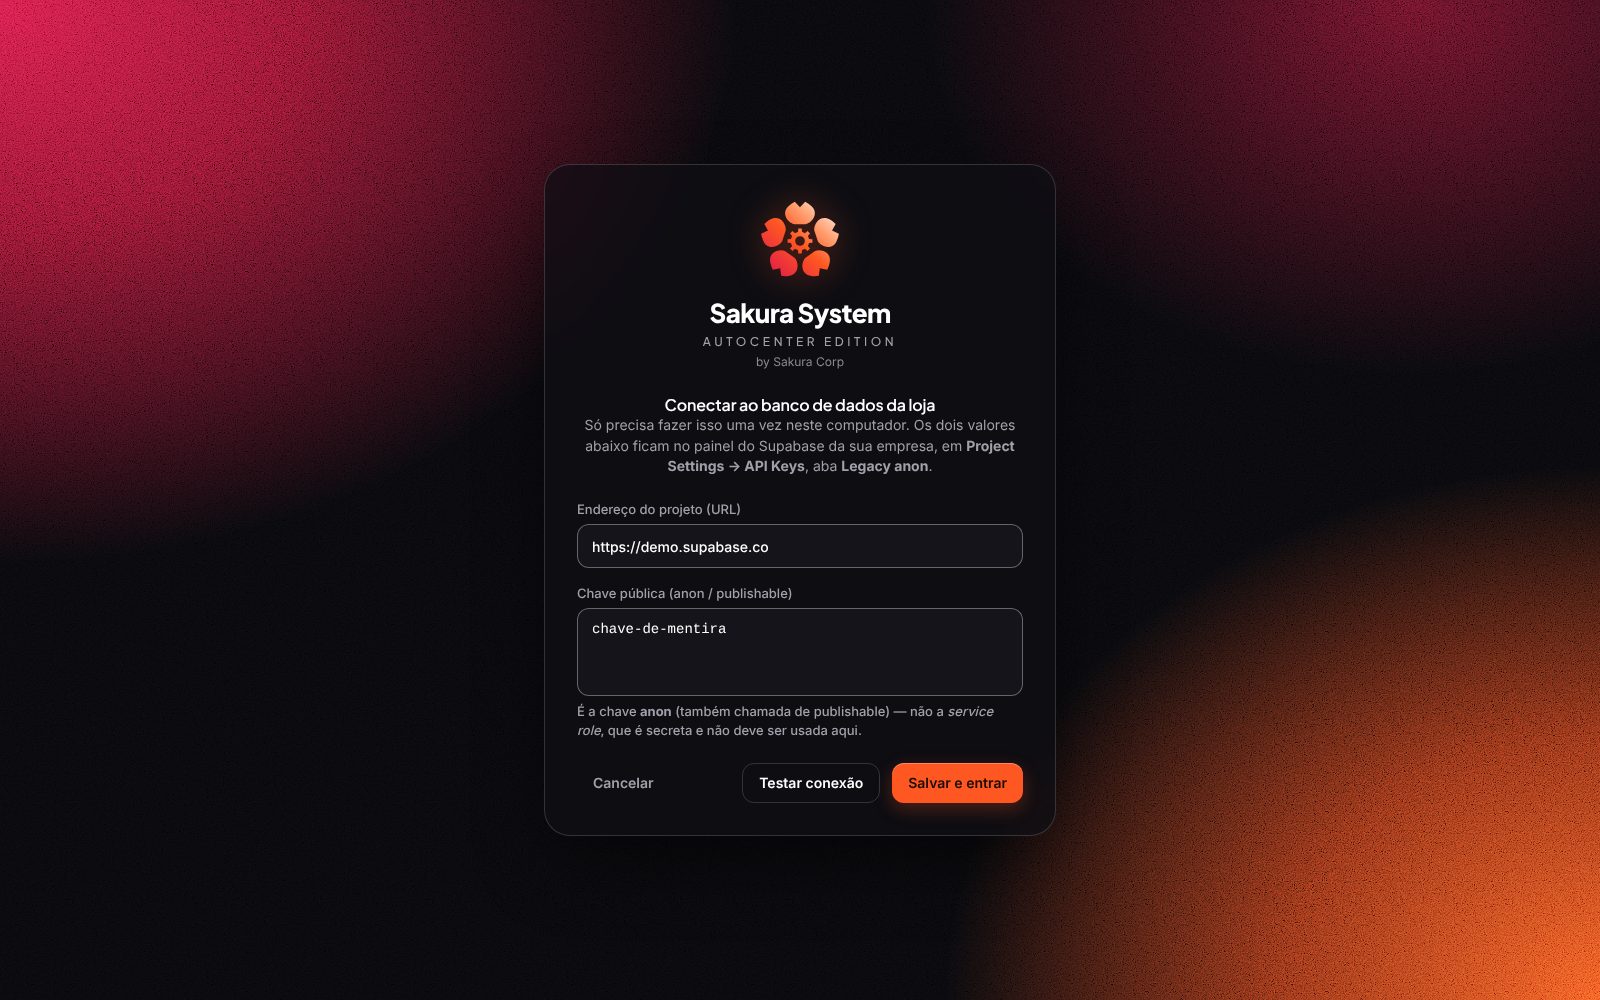 Sakura System
AUTOCENTER EDITION
by Sakura Corp
Conectar ao banco de dados da loja
Só precisa fazer isso uma vez neste computador. Os dois valores
abaixo ficam no painel do Supabase da sua empresa, em Project
Settings → API Keys, aba Legacy anon.
Endereço do projeto (URL)
https://demo.supabase.co
Chave pública (anon / publishable)
chave-de-mentira
É a chave anon (também chamada de publishable) — não a service
role, que é secreta e não deve ser usada aqui.
Cancelar
Testar conexão
Salvar e entrar